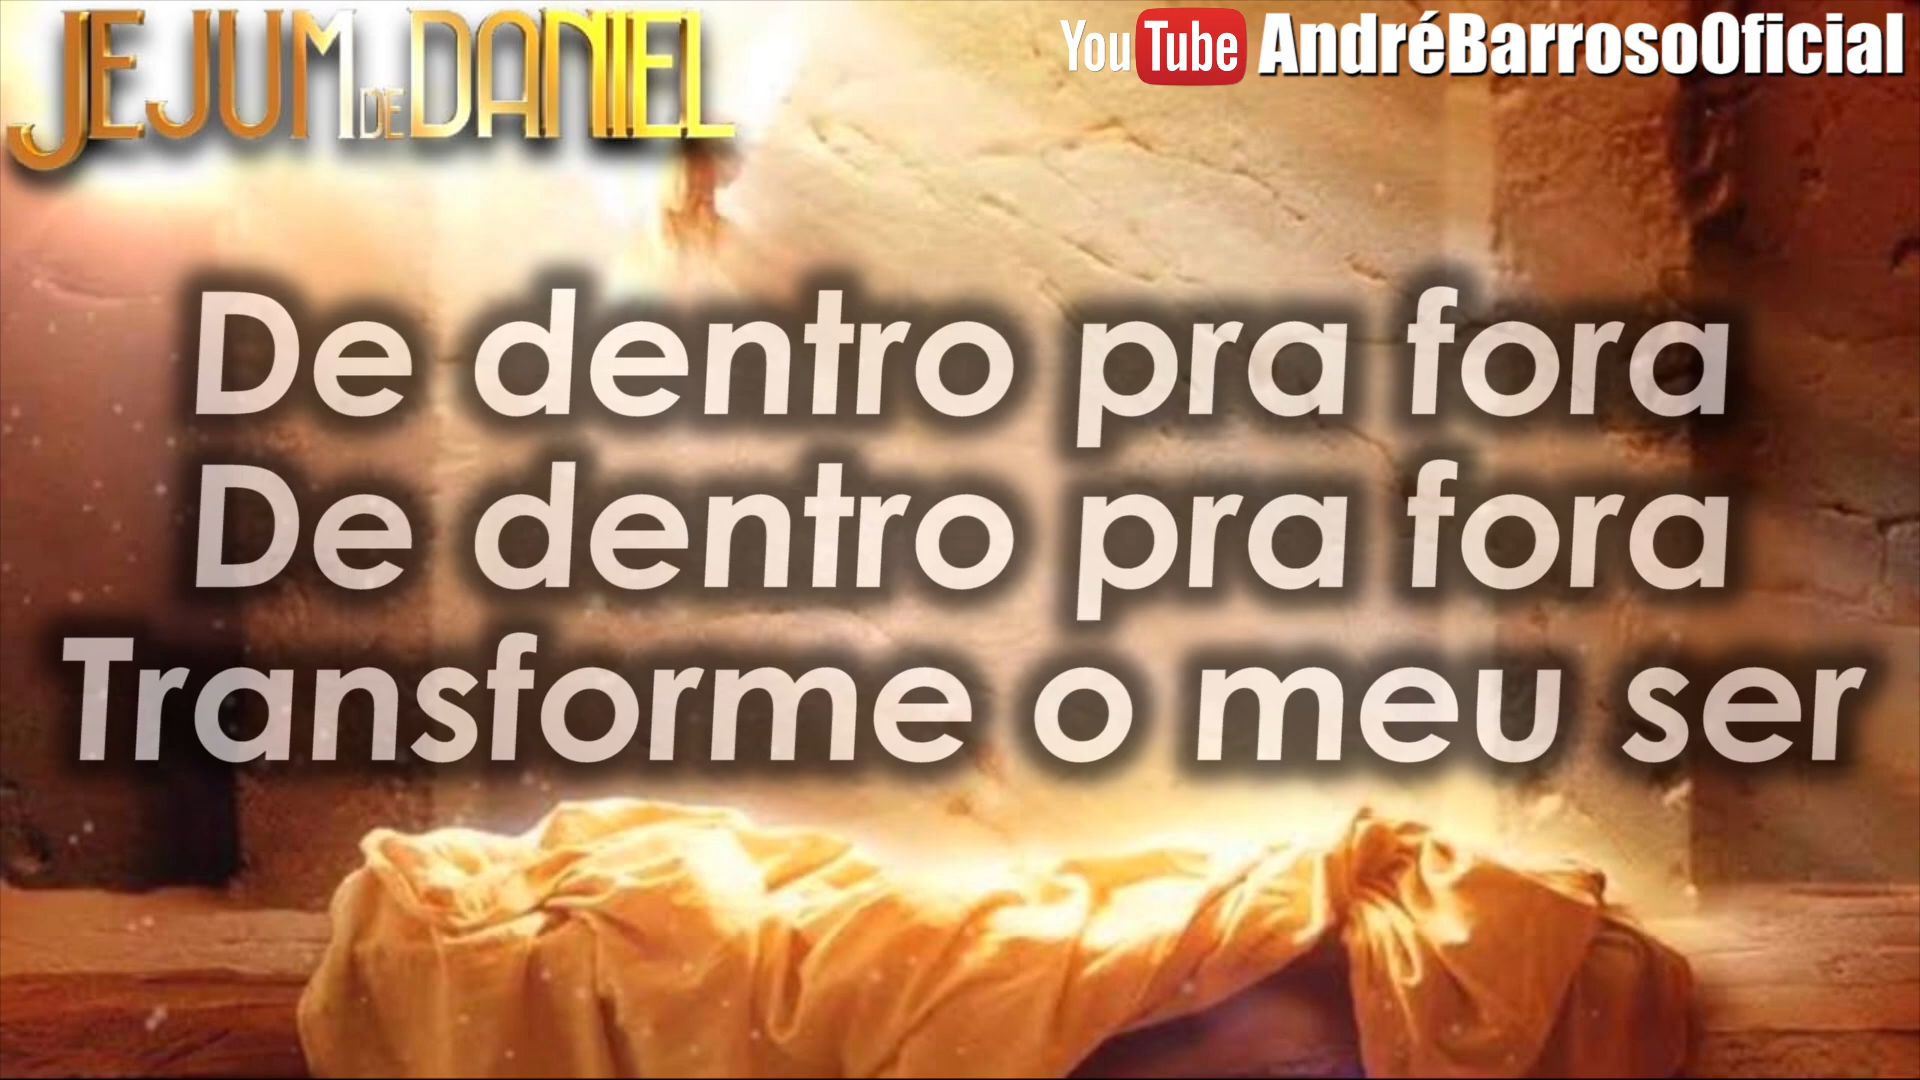 JEJUM DE DANIEL
YouTube AndréBarrosoOficial
De dentro pra fora
De dentro pra fora
Transforme o meu ser